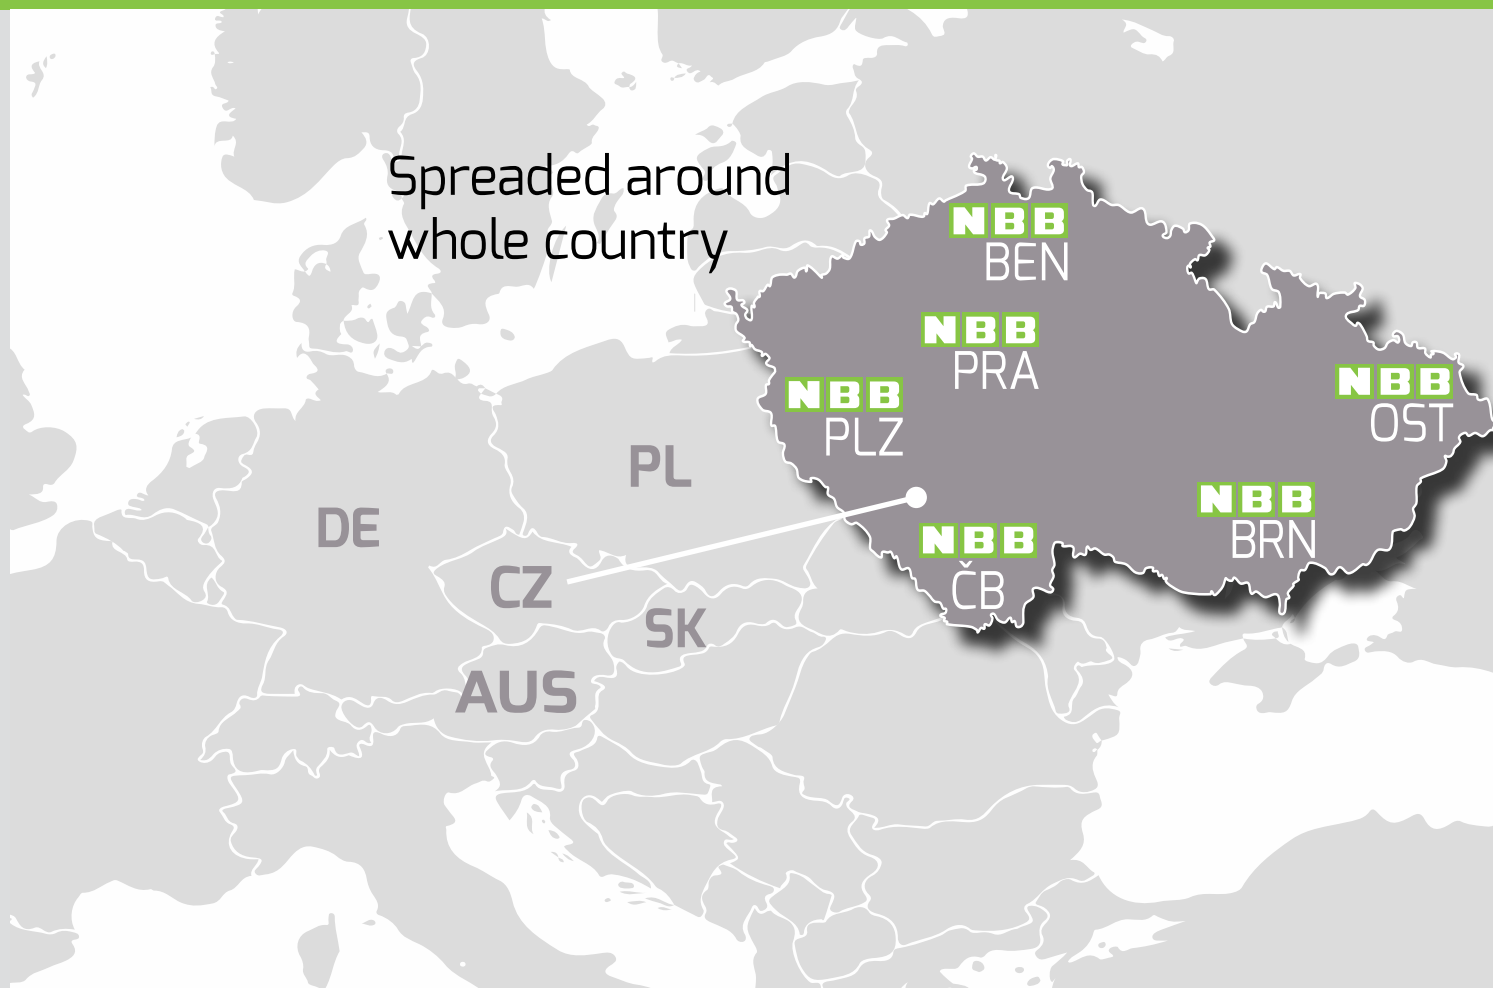 Spreaded around
whole country
NBB
BEN
NBB
PRA
NBB
PLZ
NBB
OST
NBB
BRN
NBB
ČB
PL
DE
CZ
SK
AUS